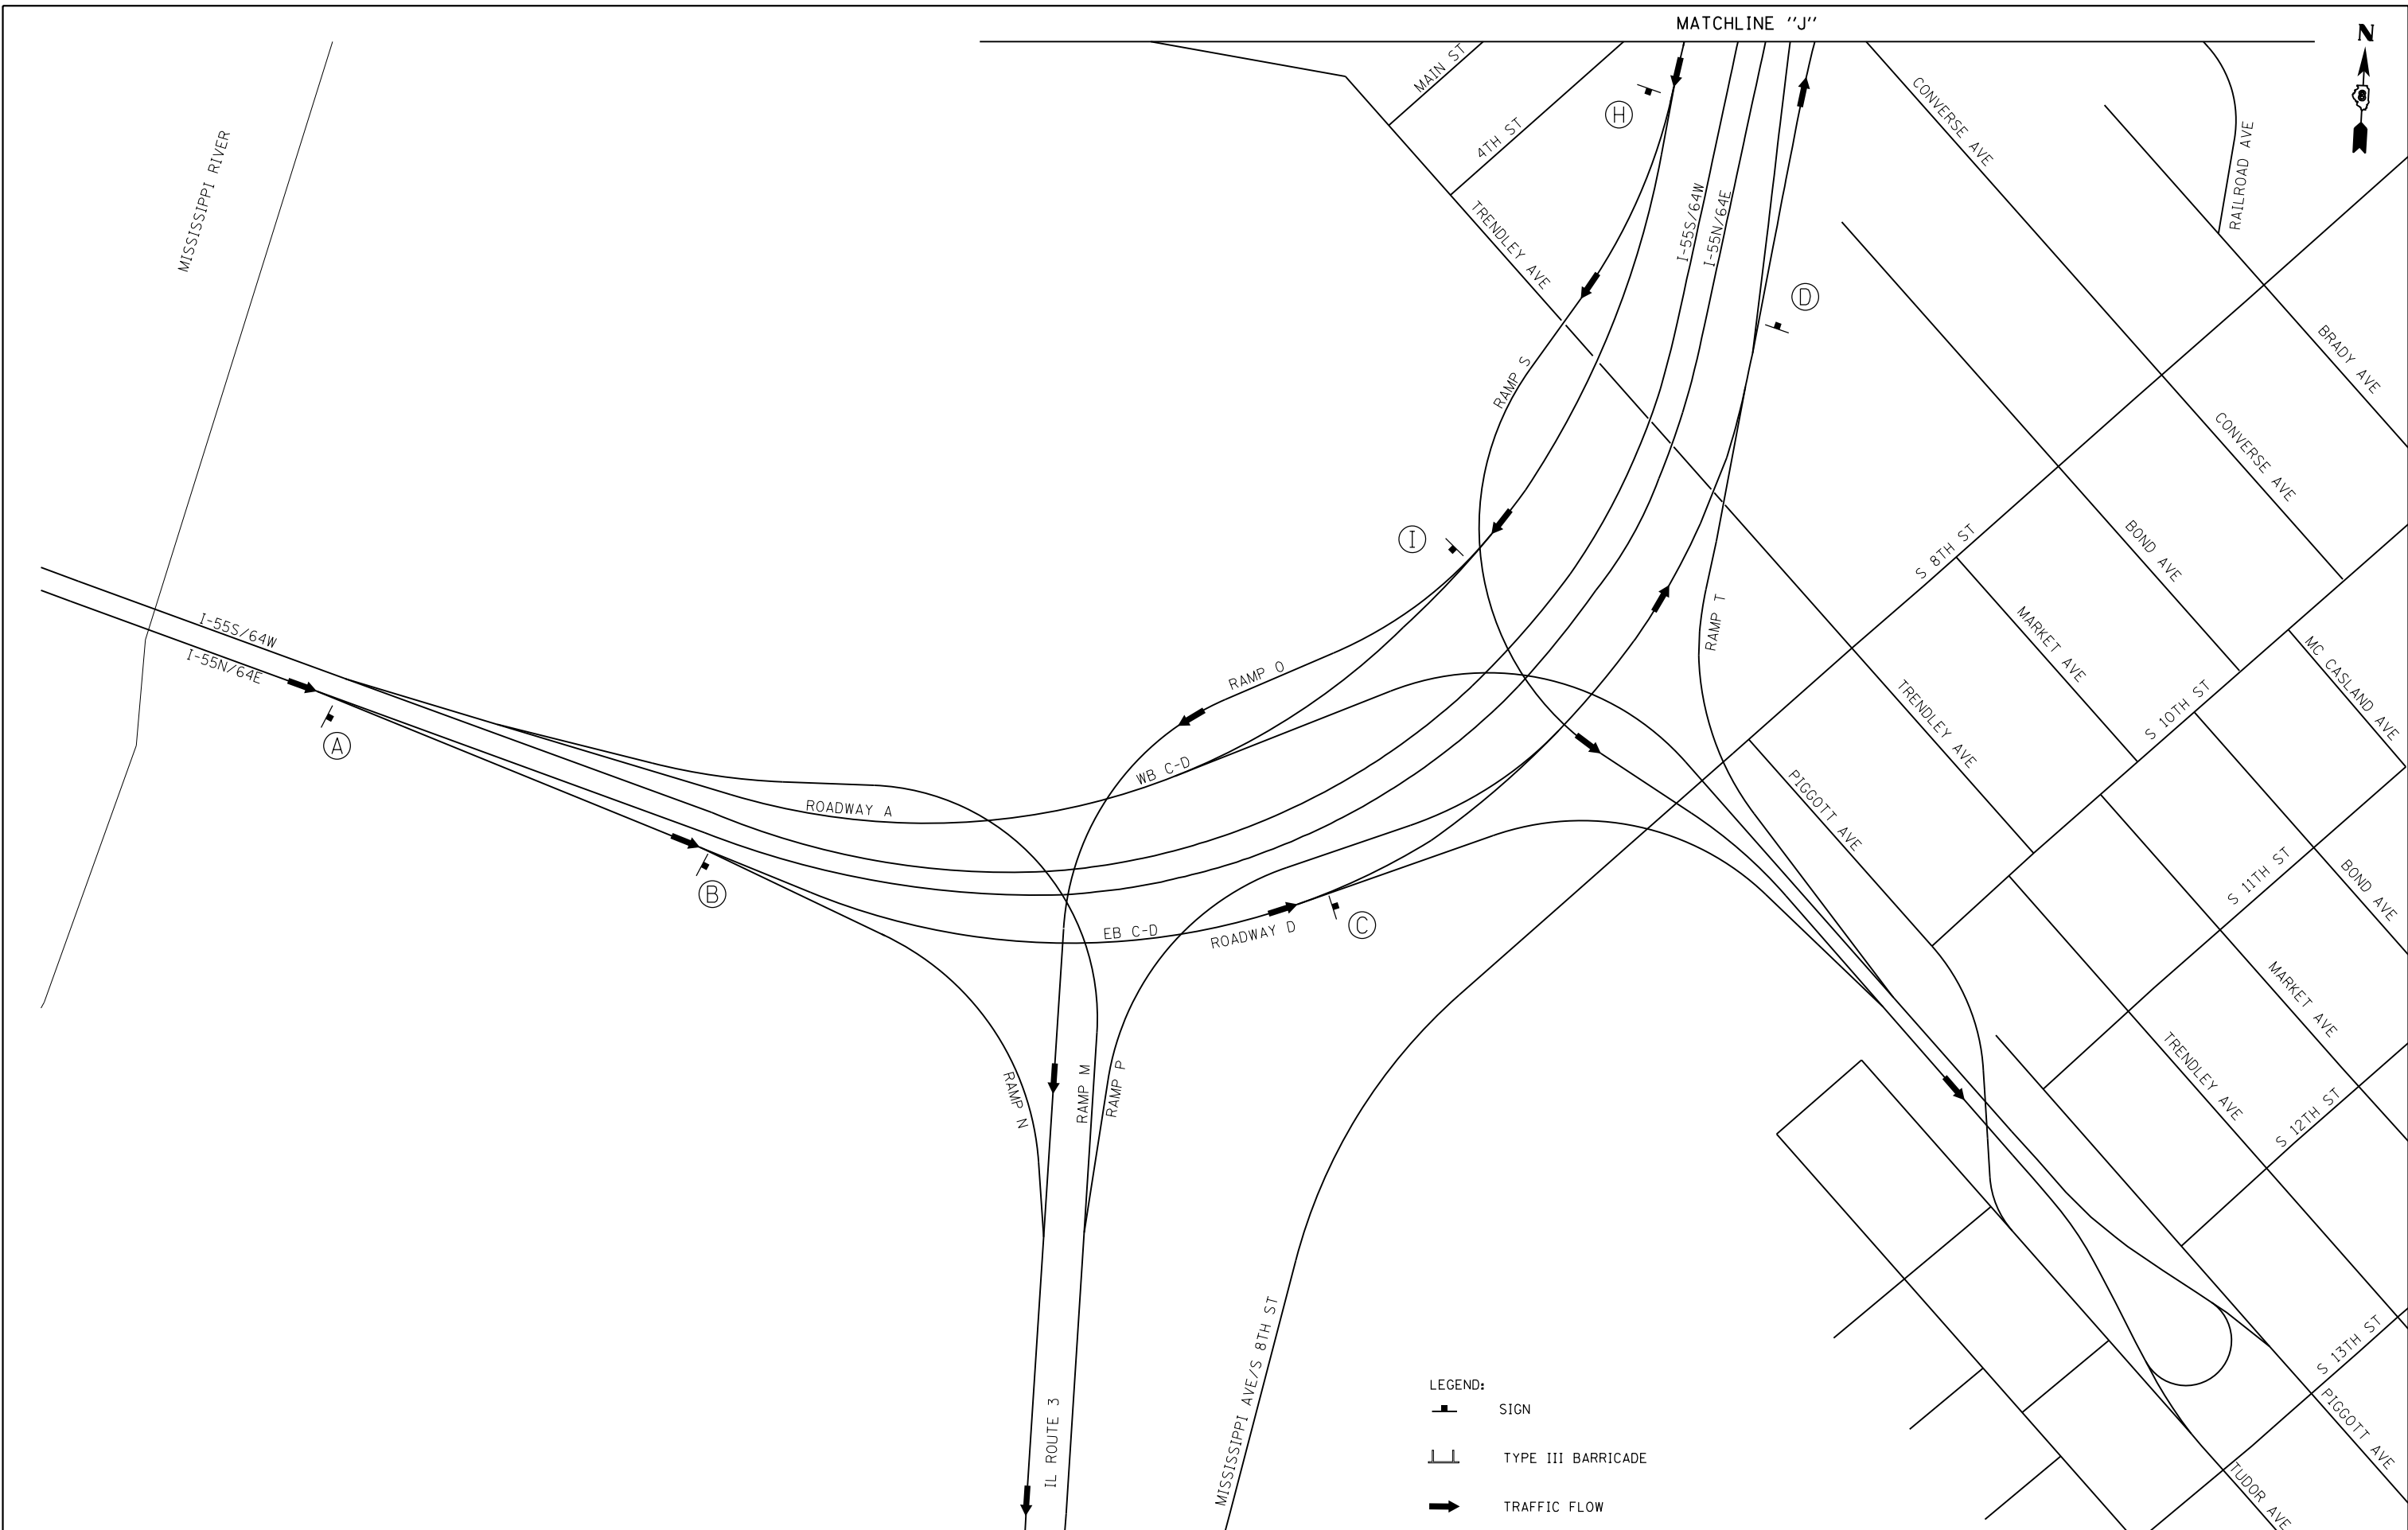 MATCHLINE "J"
N
MAIN ST
4TH ST
H
CONVERSE AVE
RAILROAD AVE
MISSISSIPPI RIVER
TRENDLEY AVE
I-55S/64W
I-55N/64E
D
BRADY AVE
RAMP S
CONVERSE AVE
I
S 8TH ST
BOND AVE
I-55S/64W
I-55N/64E
RAMP T
MARKET AVE
MC CASLAND AVE
RAMP O
TRENDLEY AVE
S 10TH ST
A
WB C-D
ROADWAY A
PIGGOTT AVE
B
S 11TH ST
BOND AVE
EB C-D
ROADWAY D
C
MARKET AVE
RAMP N
RAMP M
RAMP P
TRENDLEY AVE
S 12TH ST
MISSISSIPPI AVE/S 8TH ST
S 13TH ST
IL ROUTE 3
PIGGOTT AVE
TUDOR AVE
LEGEND:
SIGN
TYPE III BARRICADE
TRAFFIC FLOW